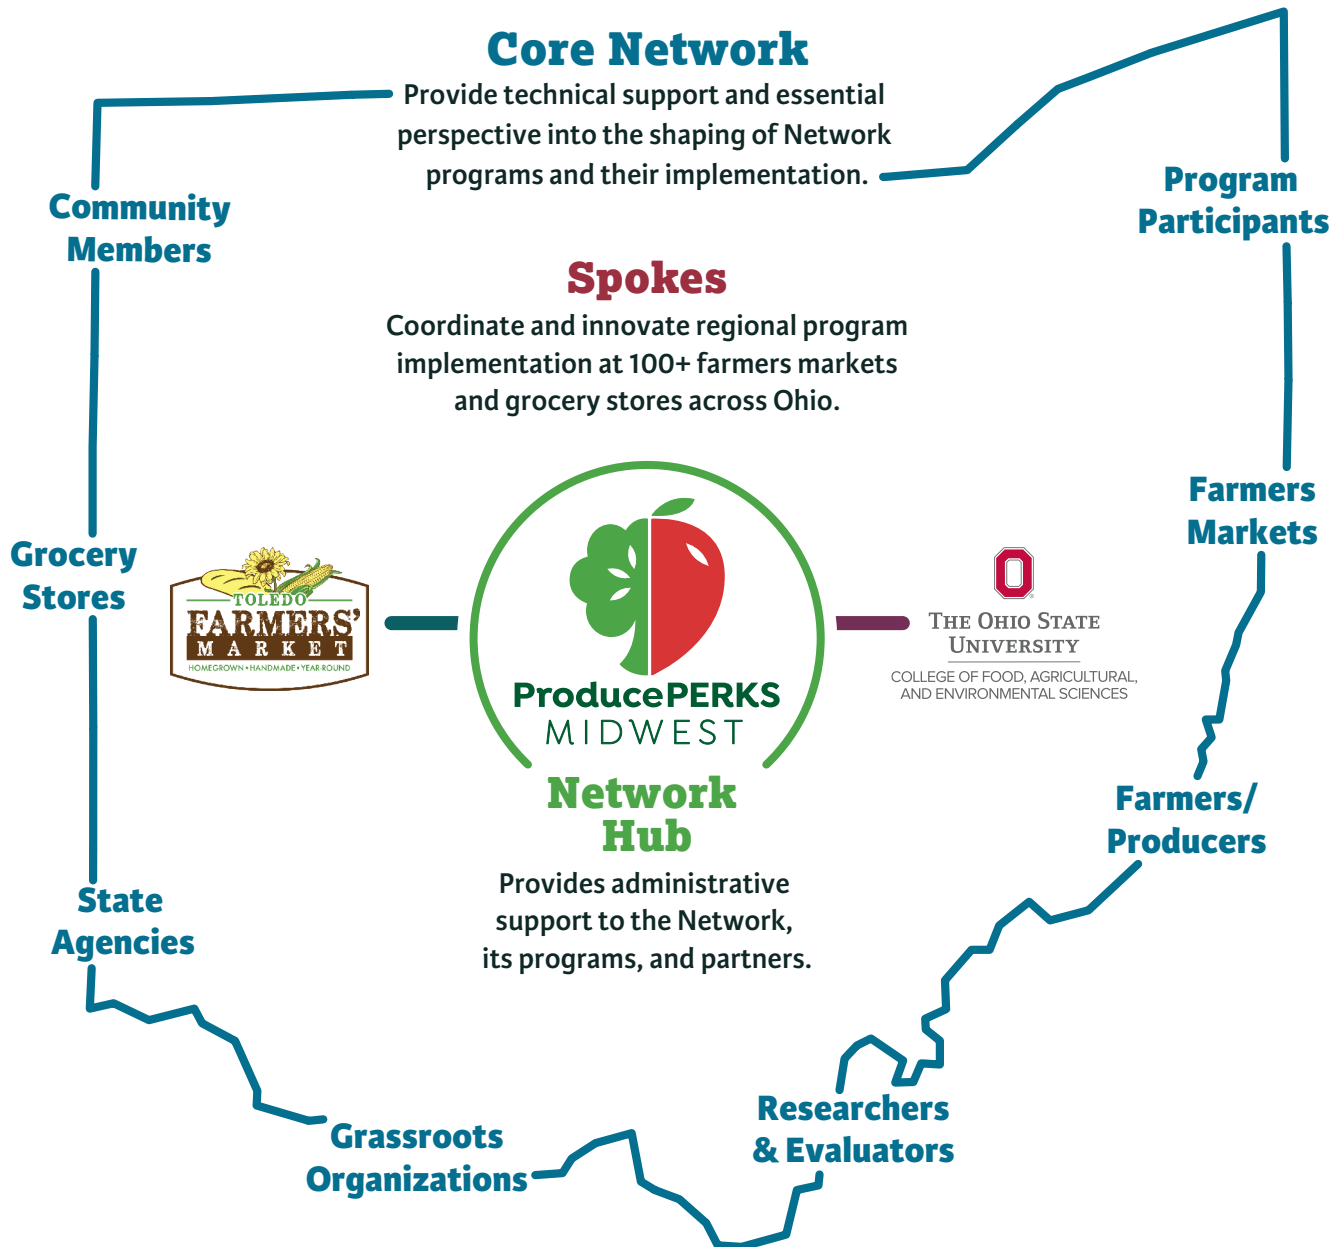 Core Network
Provide technical support and essential
perspective into the shaping of Network
programs and their implementation.
Community
Members
Program
Participants
Spokes
Coordinate and innovate regional program
implementation at 100+ farmers markets
and grocery stores across Ohio.
Farmers
Markets
Grocery
Stores
TOLEDO
FARMERS'
MARKET
HOMEGROWN • HANDMADE • YEAR-ROUND
ProducePERKS
MIDWEST
THE OHIO STATE
UNIVERSITY
COLLEGE OF FOOD, AGRICULTURAL,
AND ENVIRONMENTAL SCIENCES
Network
Hub
Provides administrative
support to the Network,
its programs, and partners.
Farmers/
Producers
State
Agencies
Grassroots
Organizations
Researchers
& Evaluators